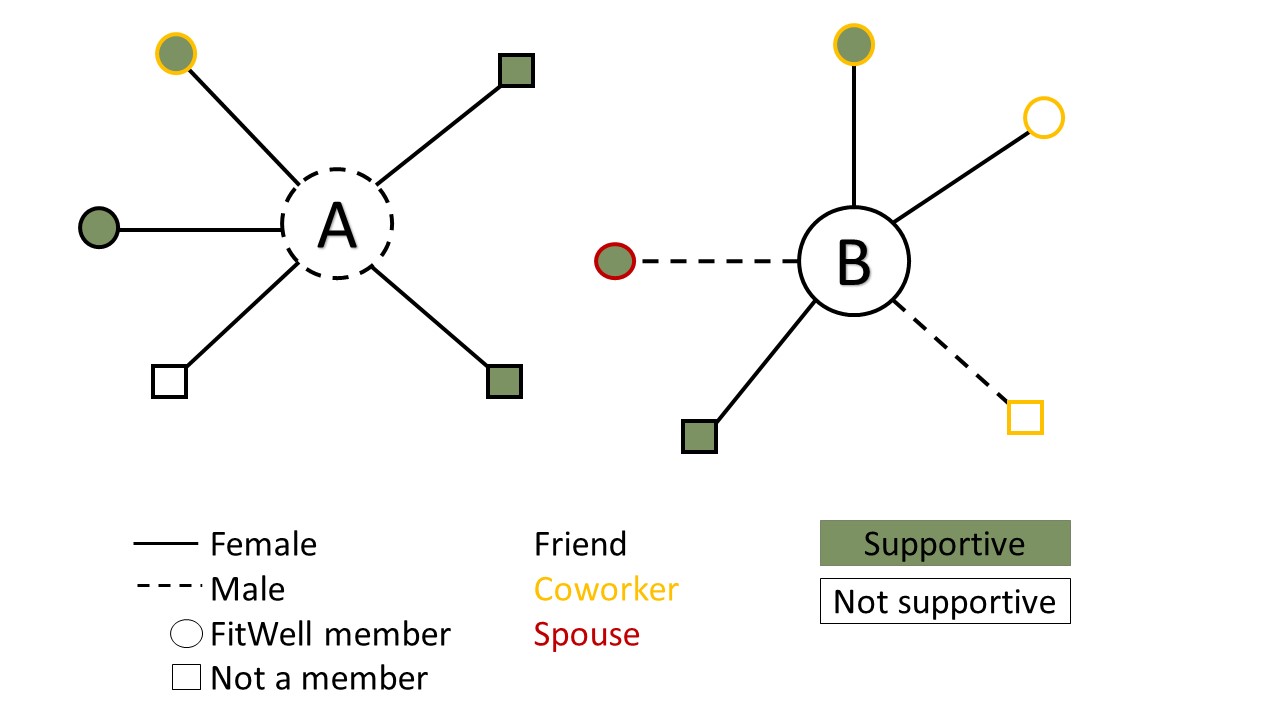 A
B
Female
Male
FitWell member
Not a member
Friend
Coworker
Spouse
Supportive
Not supportive